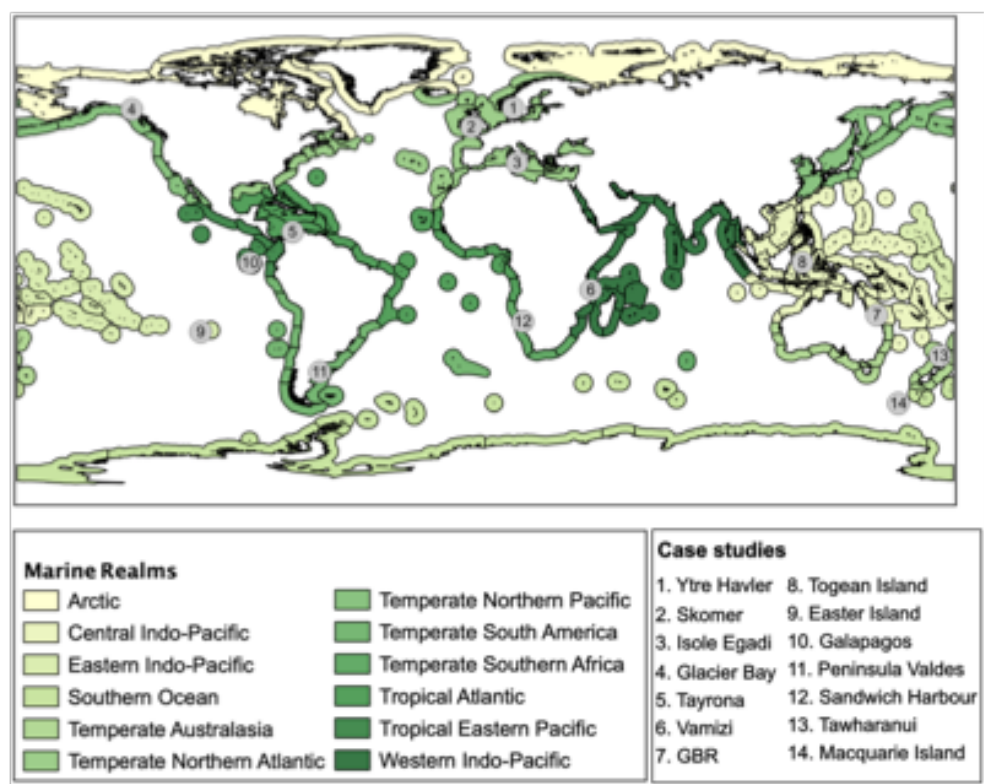 4
1
2
3
5
10
8
6
9
7
12
13
11
14
Marine Realms
Arctic
Central Indo-Pacific
Eastern Indo-Pacific
Southern Ocean
Temperate Australasia
Temperate Northern Atlantic
Temperate Northern Pacific
Temperate South America
Temperate Southern Africa
Tropical Atlantic
Tropical Eastern Pacific
Western Indo-Pacific
Case studies
1. Ytre Havler
2. Skomer
3. Isole Egadi
4. Glacier Bay
5. Tayrona
6. Vamizi
7. GBR
8. Togean Island
9. Easter Island
10. Galapagos
11. Peninsula Valdes
12. Sandwich Harbour
13. Tawharanui
14. Macquarie Island